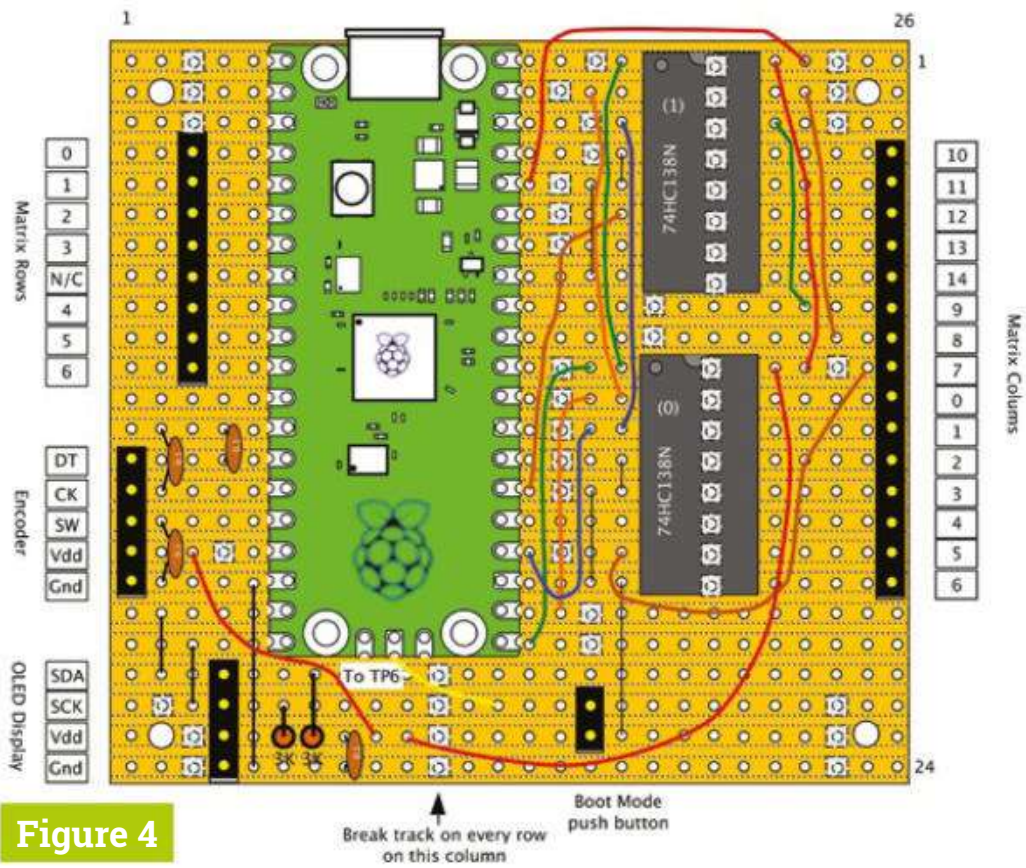 1
26
1
(1)
74HC138N
Matrix Rows
0
1
2
3
N/C
4
5
6
10
11
12
13
14
9
8
7
0
1
2
3
4
5
6
Matrix Colums
(0)
74HC138N
Encoder
DT
CK
SW
Vdd
Gnd
OLED Display
SDA
SCK
Vdd
Gnd
To TP6
3K 3K
24
Boot Mode
push button
Break track on every row
on this column
Figure 4